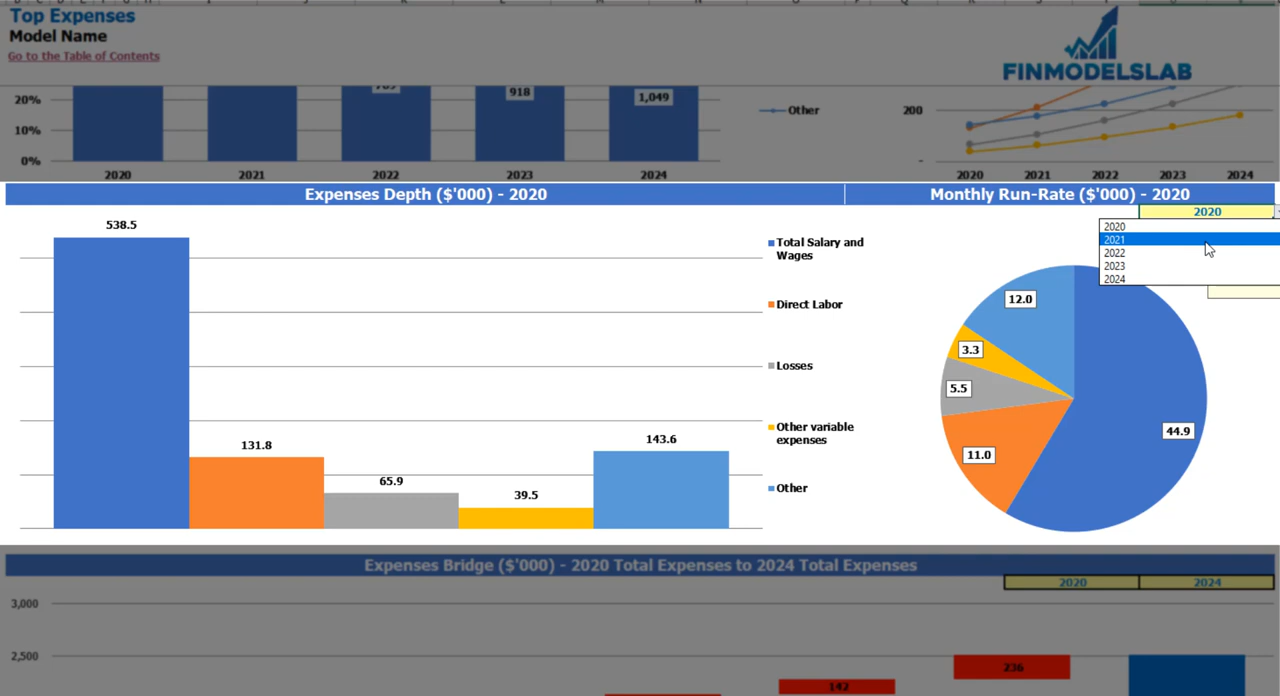 Top Expenses
Model Name
Go to the Table of Contents
FINMODELSLAB
20%
10%
0%
918
1,049
2020
2021
2022
2023
2024
Other
200
-
2020
2021
2022
2023
2024
Expenses Depth ($'000) - 2020
Monthly Run-Rate ($'000) - 2020
2020
2020
2021
2022
2023
2024
538.5
131.8
65.9
39.5
143.6
Total Salary and
Wages
Direct Labor
Losses
Other variable
expenses
Other
12.0
3.3
5.5
11.0
44.9
Expenses Bridge ($'000) - 2020 Total Expenses to 2024 Total Expenses
2020
2024
3,000
2,500
236
142